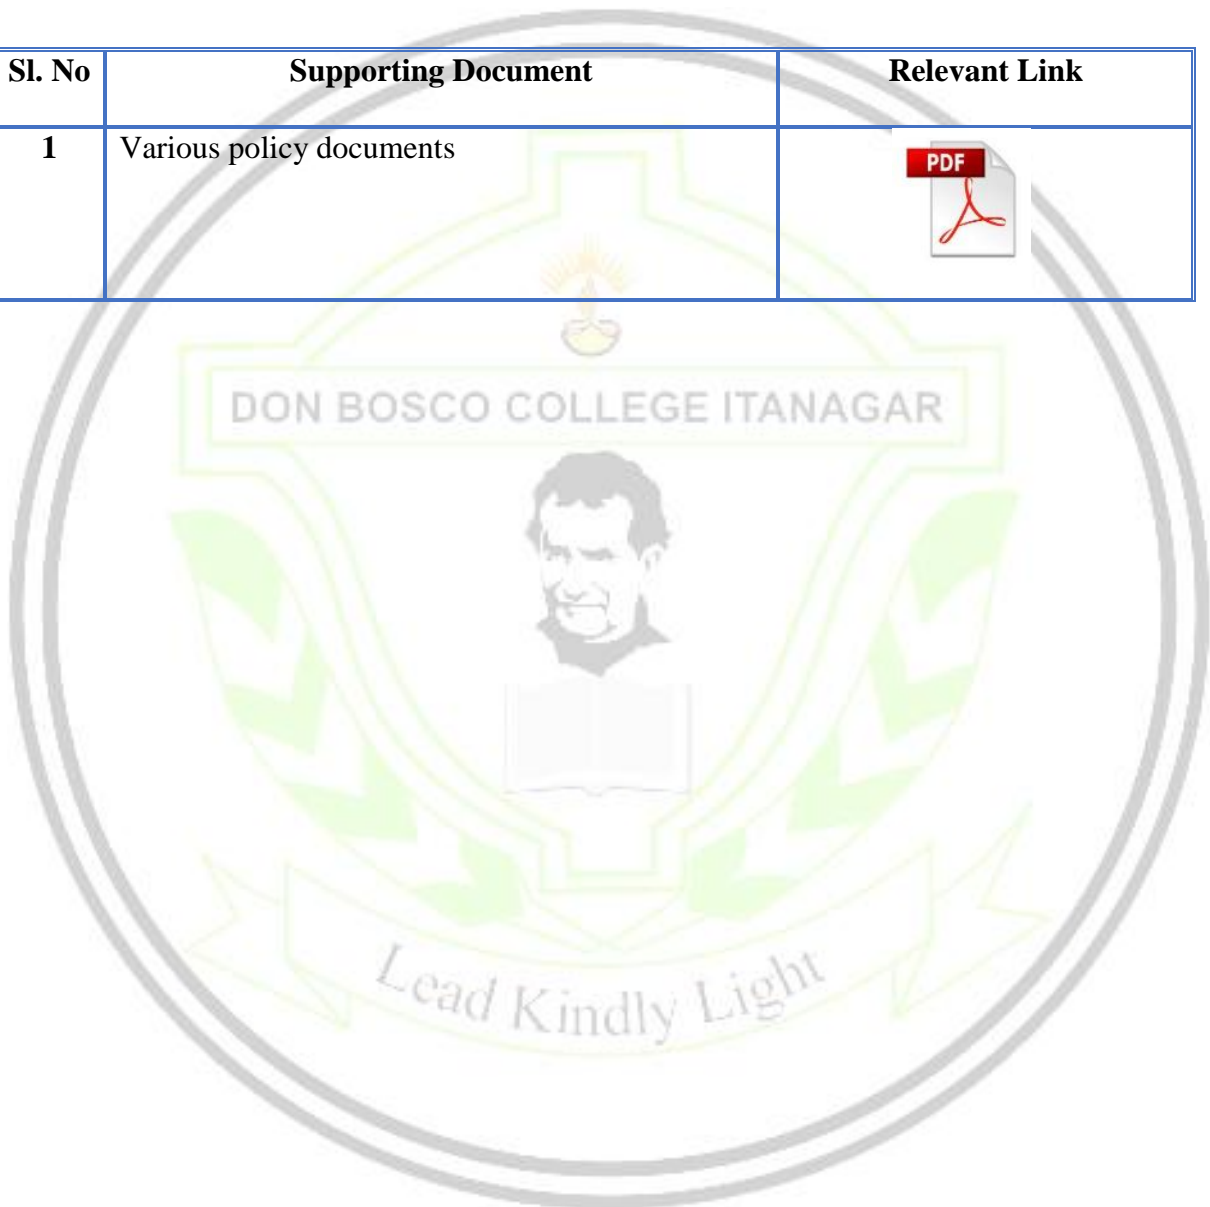 Sl. No Supporting Document Relevant Link
1 Various policy documents PDF
DON BOSCO COLLEGE ITANAGAR
Lead Kindly Light